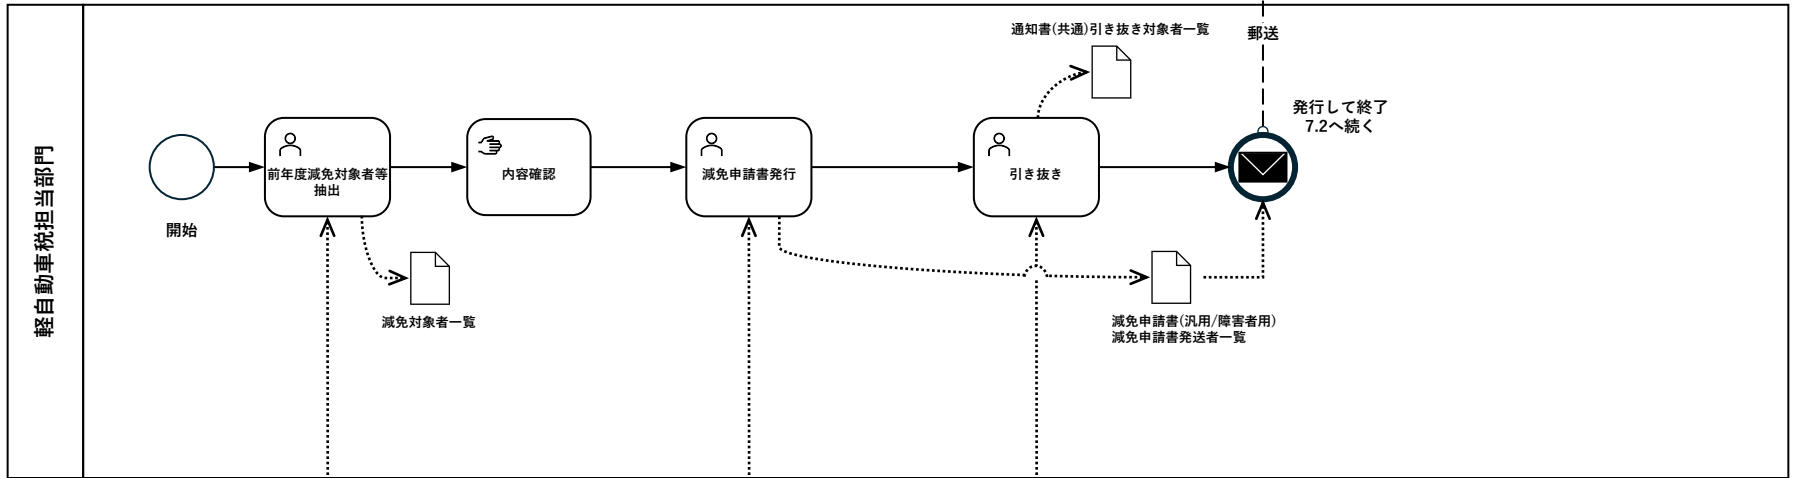 軽自動車税担当部門
開始
前年度減免対象者等
抽出
減免対象者一覧
内容確認
減免申請書発行
引き抜き
通知書(共通)引き抜き対象者一覧
郵送
発行して終了
7.2へ続く
減免申請書(汎用/障害者用)
減免申請書発送者一覧